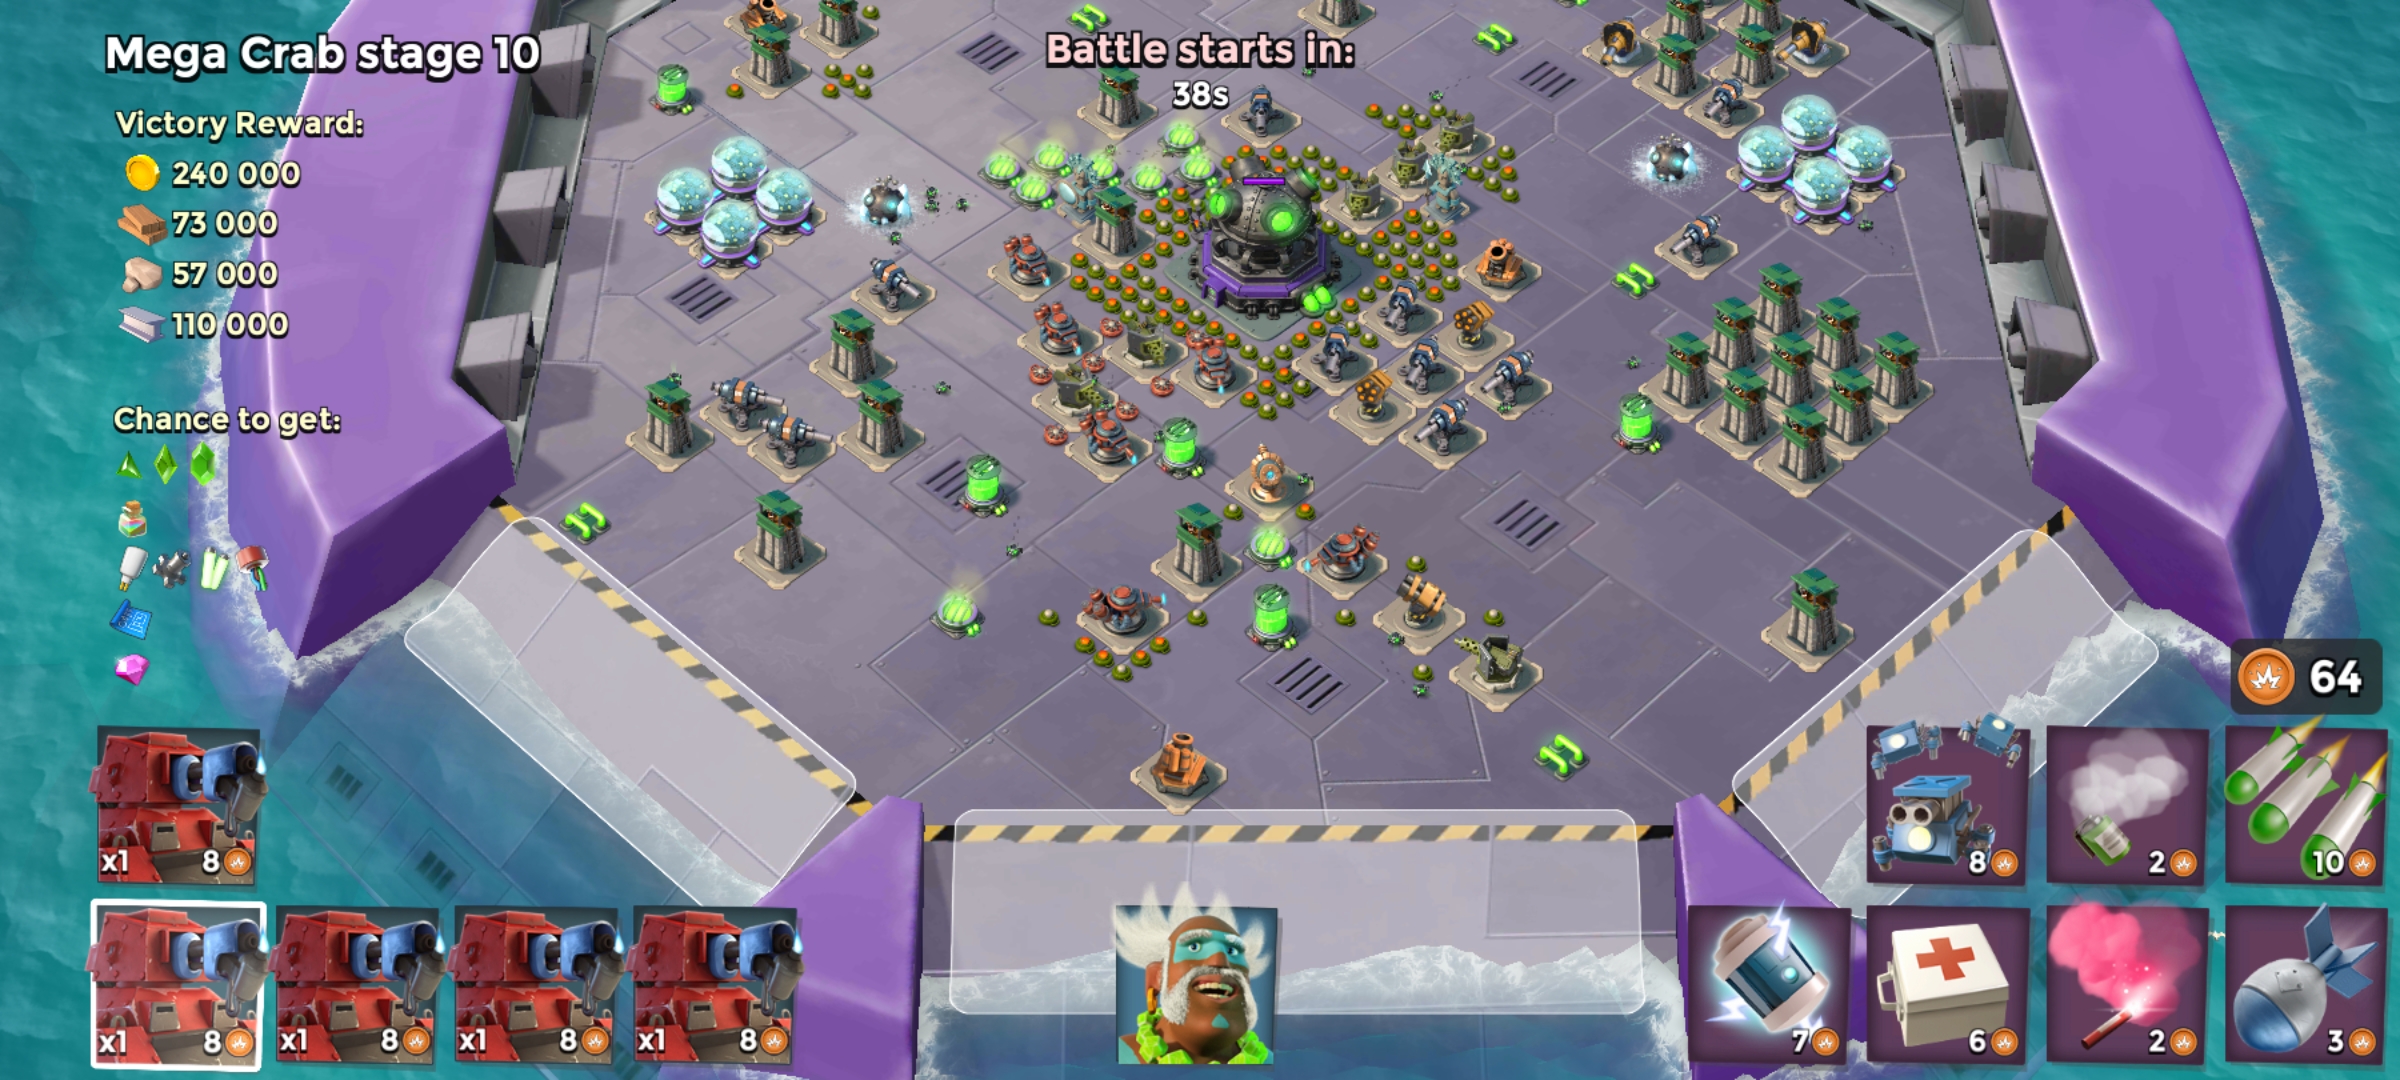 Mega Crab stage 10
Battle starts in:
38s
Victory Reward:
240 000
73 000
57 000
110 000
Chance to get:
64
x1 8
8 2 10
x1 8 x1 8 x1 8 x1 8
7 6 2 3